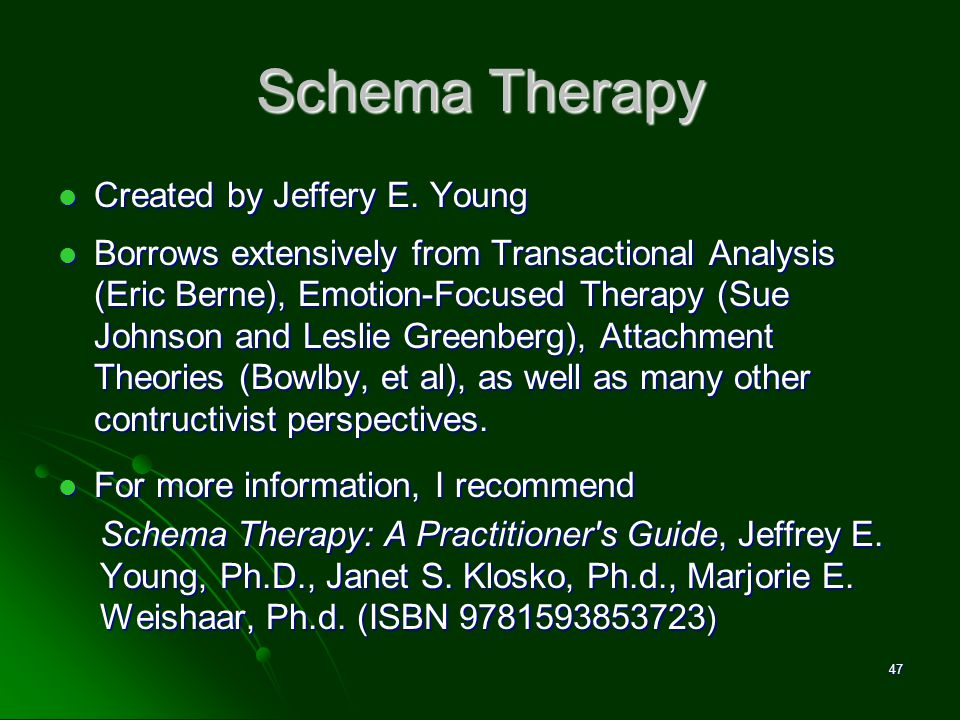 Schema Therapy
Created by Jeffery E. Young
Borrows extensively from Transactional Analysis
(Eric Berne), Emotion-Focused Therapy (Sue
Johnson and Leslie Greenberg), Attachment
Theories (Bowlby, et al), as well as many other
contructivist perspectives.
For more information, I recommend
Schema Therapy: A Practitioner's Guide, Jeffrey E.
Young, Ph.D., Janet S. Klosko, Ph.d., Marjorie E.
Weishaar, Ph.d. (ISBN 9781593853723)
47